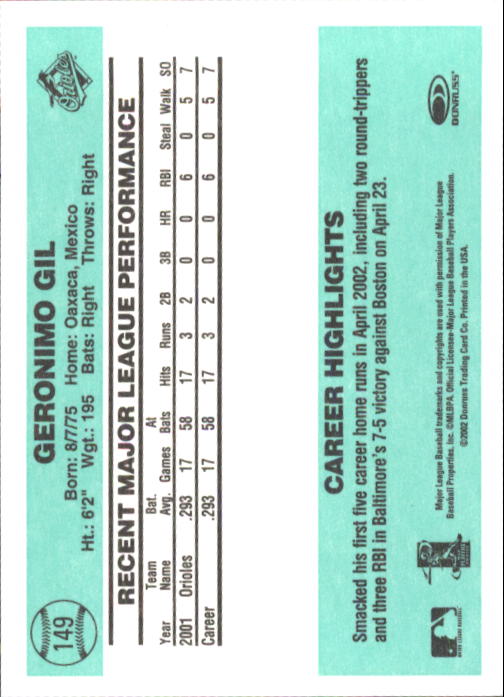 149
GERONIMO GIL
Born: 8/7/75 Home: Oaxaca, Mexico
Ht.: 6'2" Wgt.: 195 Bats: Right Throws: Right
Orioles
RECENT MAJOR LEAGUE PERFORMANCE
Year Team Name Bat. Avg. Games At Bats Hits Runs 2B 3B HR RBI Steal Walk SO
2001 Orioles .293 17 58 17 3 2 0 0 6 0 5 7
Career .293 17 58 17 3 2 0 0 6 0 5 7
CAREER HIGHLIGHTS
Smacked his first five career home runs in April 2002, including two round-trippers
and three RBI in Baltimore's 7-5 victory against Boston on April 23.
Major League Baseball trademarks and copyrights are used with permission of Major League
Baseball Properties, Inc. ©MLBPA. Official Licensee-Major League Baseball Players Association.
©2002 Donruss Trading Card Co. Printed in the USA.
DONRUSS